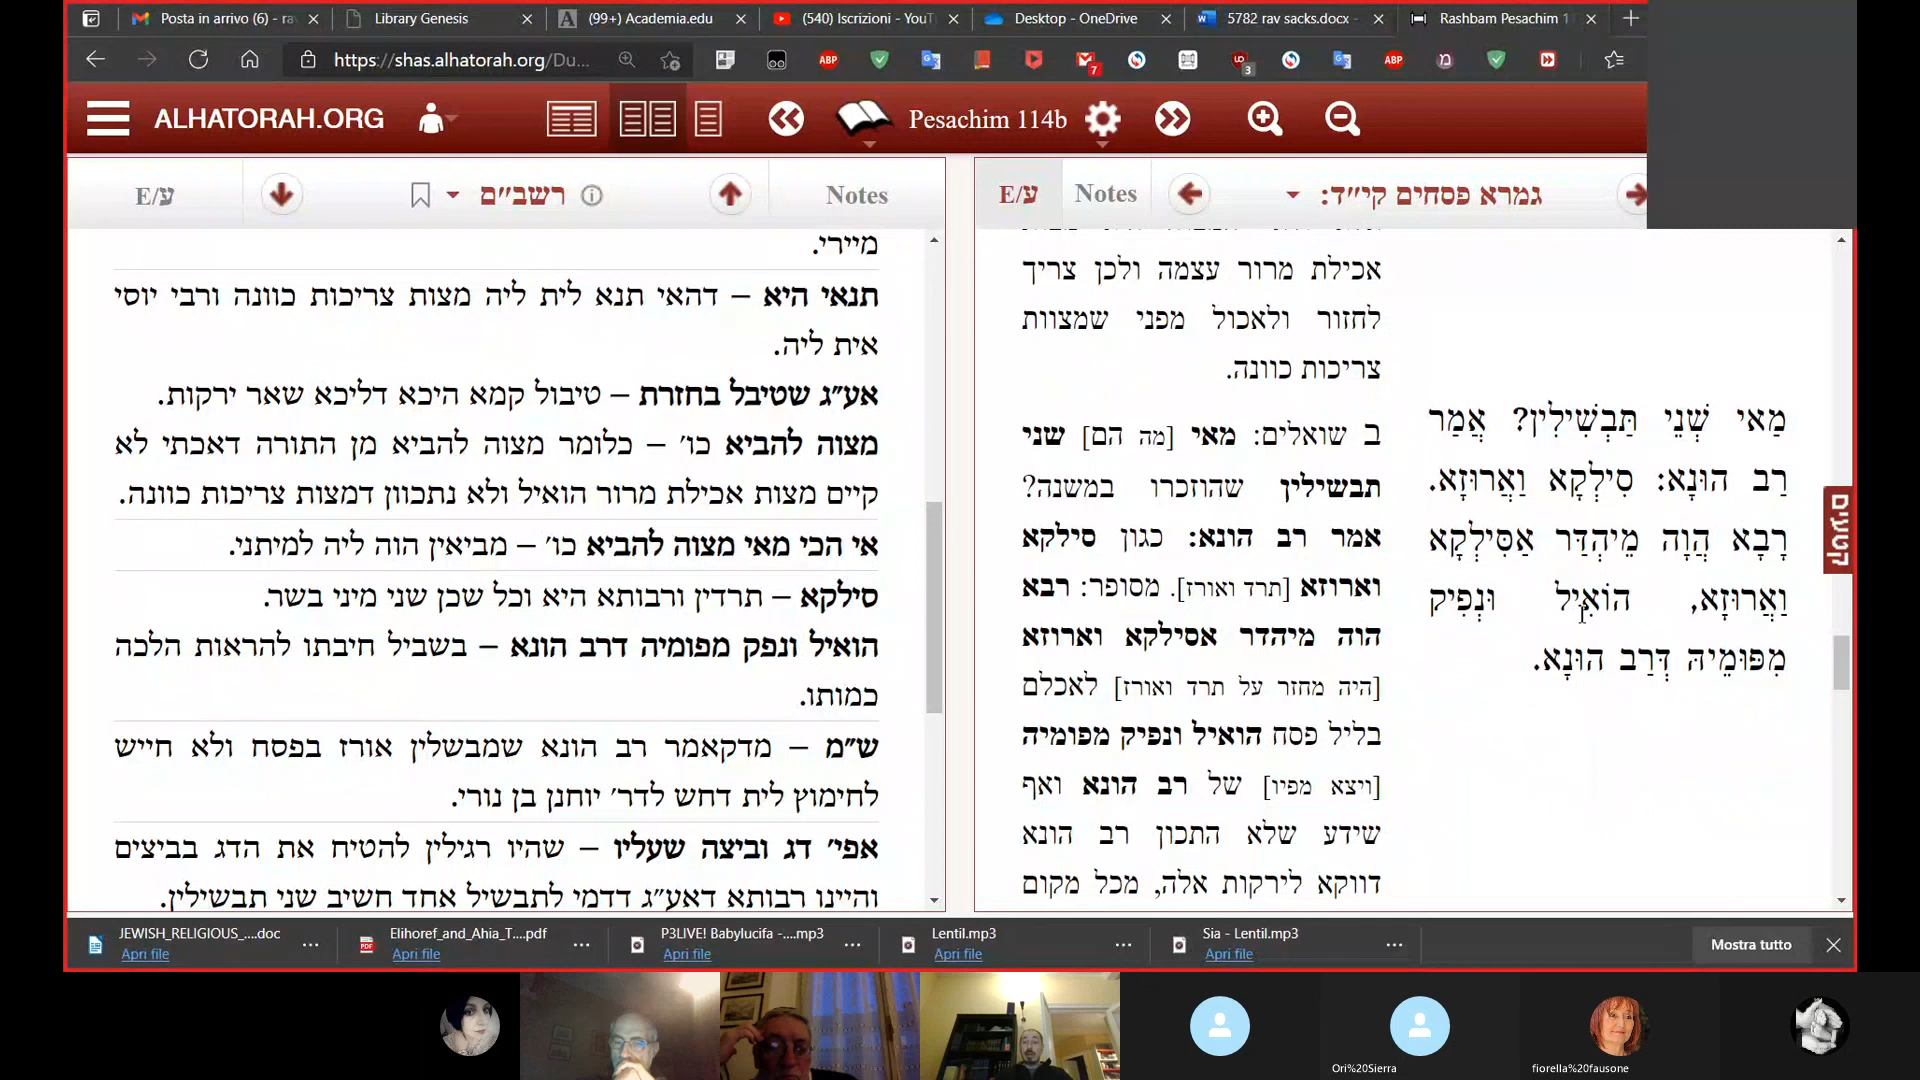 Posta in arrivo (6) - ra
Library Genesis
(99+) Academia.edu
(540) Iscrizioni - YouT
Desktop - OneDrive
5782 rav sacks.docx -
Rashbam Pesachim 1
https://shas.alhatorah.org/Du...
ALHATORAH.ORG
Pesachim 114b
E/ע
רשב״ם
Notes
מיירי.
תנאי היא – דהאי תנא לית ליה מצות צריכות כוונה ורבי יוסי
אית ליה.
אע״ג שטיבל בחזרת – טיבול קמא היכא דליכא שאר ירקות.
מצוה להביא כו׳ – כלומר מצוה להביא מן התורה דאכתי לא
קיים מצות אכילת מרור הואיל ולא נתכוון דמצות צריכות כוונה.
אי הכי מאי מצוה להביא כו׳ – מביאין הוה ליה למיתני.
סילקא – תרדין ורבותא היא וכל שכן שני מיני בשר.
הואיל ונפק מפומיה דרב הונא – בשביל חיבתו להראות הלכה
כמותו.
ש״מ – מדקאמר רב הונא שמבשלין אורז בפסח ולא חייש
לחימוץ לית דחש לדר׳ יוחנן בן נורי.
אפי׳ דג וביצה שעליו – שהיו רגילין להטיח את הדג בביצים
והיינו רבותא דאע״ג דדמי לתבשיל אחד חשיב שני תבשילין.
E/ע
Notes
גמרא פסחים קי״ד:
אכילת מרור עצמה ולכן צריך
לחזור ולאכול מפני שמצוות
צריכות כוונה.
ב שואלים: מאי [מה הם] שני
תבשילין שהוזכרו במשנה?
אמר רב הונא: כגון סילקא
וארוזא [תרד ואורז]. מסופר: רבא
הוה מיהדר אסילקא וארוזא
[היה מחזר על תרד ואורז] לאכלם
בליל פסח הואיל ונפיק מפומיה
[ויצא מפיו] של רב הונא ואף
שידע שלא התכון רב הונא
דווקא לירקות אלה, מכל מקום
מַאי שְׁנֵי תַּבְשִׁילִין? אֲמַר
רַב הוּנָא: סִילְקָא וַאֲרוּזָא.
רָבָא הֲוָה מֵיהְדַּר אַסִּילְקָא
וַאֲרוּזָא, הוֹאִיל וּנְפִיק
מִפּוּמֵיהּ דְּרַב הוּנָא.
קטעים
JEWISH_RELIGIOUS_....doc
Apri file
Elihoref_and_Ahia_T....pdf
Apri file
P3LIVE! Babylucifa -....mp3
Apri file
Lentil.mp3
Apri file
Sia - Lentil.mp3
Apri file
Mostra tutto
Ori%20Sierra
fiorella%20fausone